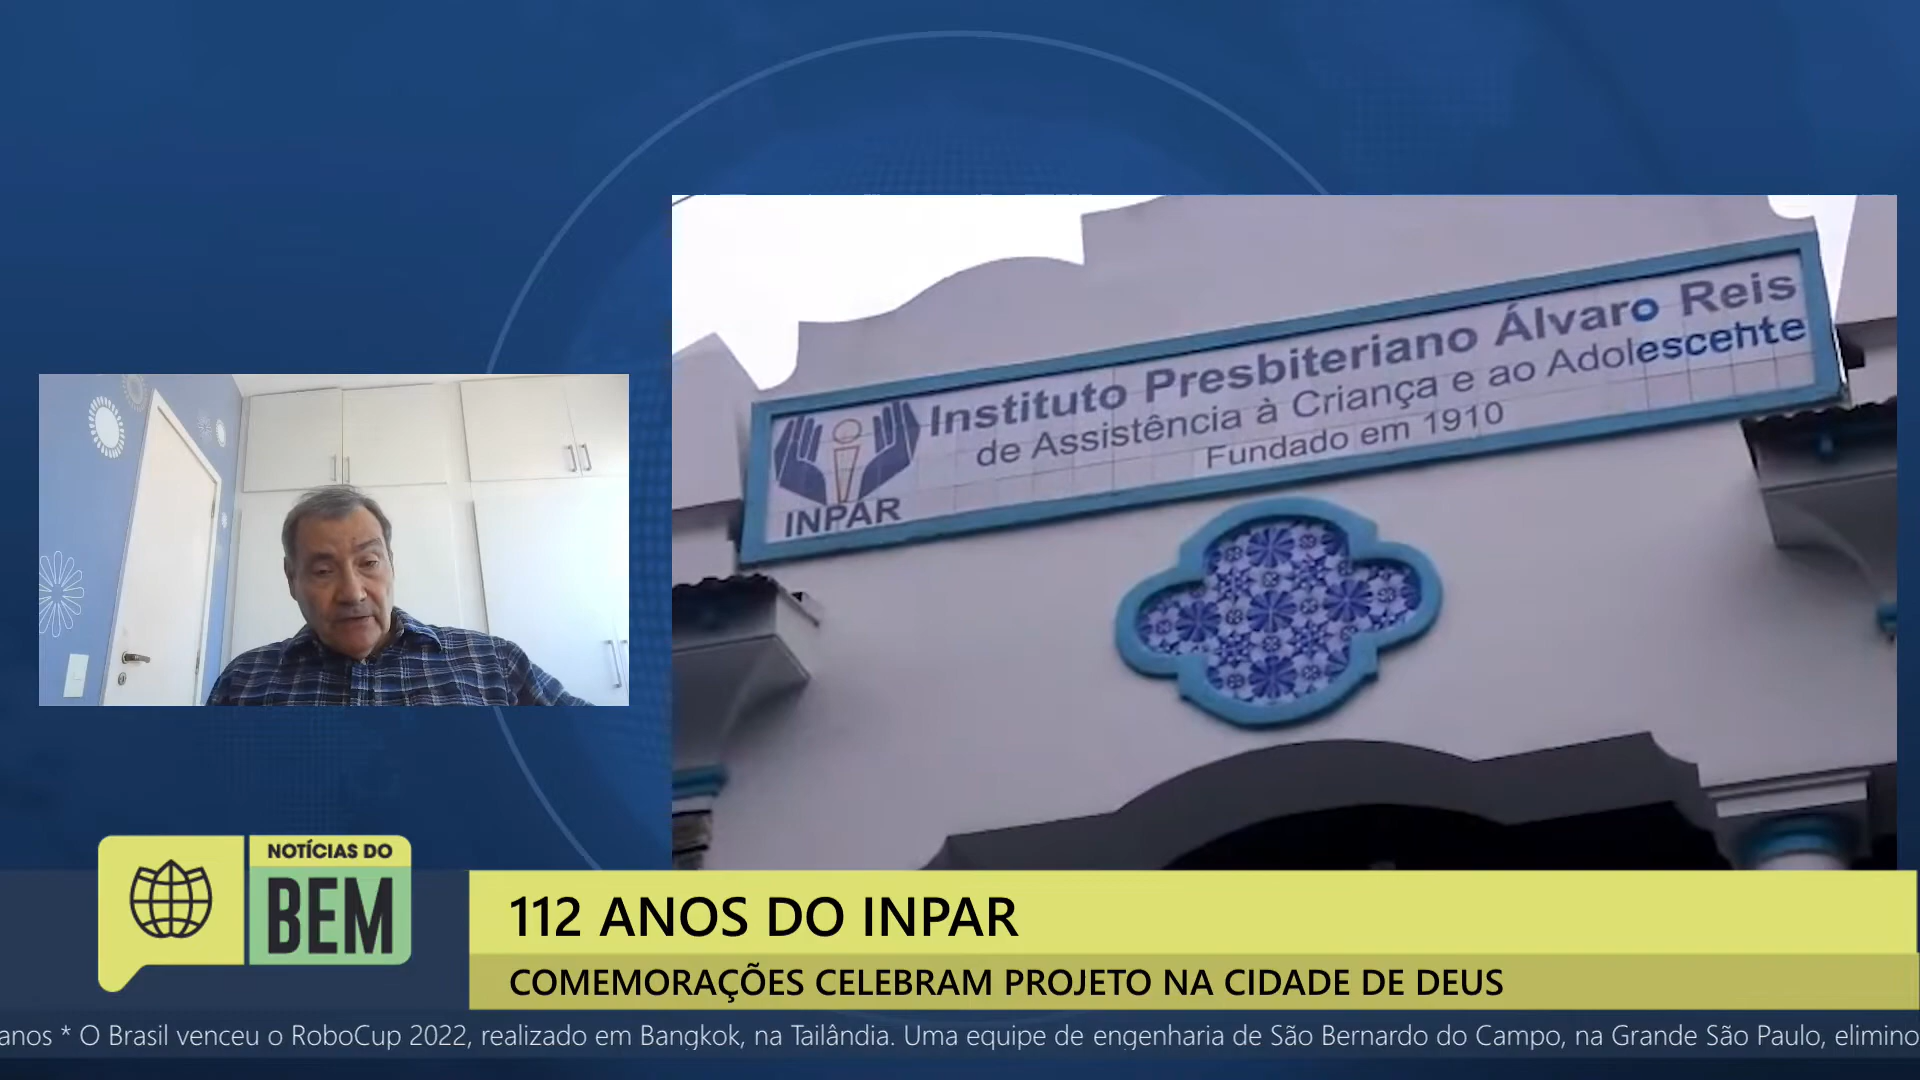 Instituto Presbiteriano Álvaro Reis
de Assistência à Criança e ao Adolescente
Fundado em 1910
INPAR
NOTÍCIAS DO
BEM
112 ANOS DO INPAR
COMEMORAÇÕES CELEBRAM PROJETO NA CIDADE DE DEUS
anos * O Brasil venceu o RoboCup 2022, realizado em Bangkok, na Tailândia. Uma equipe de engenharia de São Bernardo do Campo, na Grande São Paulo, elimino